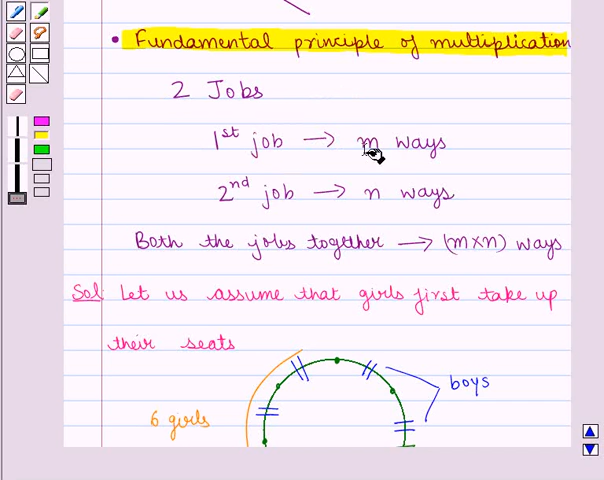 Fundamental principle of multiplication
2 Jobs
1st job → m ways
2nd job → n ways
Both the jobs together → (m×n) ways
Sol: Let us assume that girls first take up
their seats
boys
6 girls